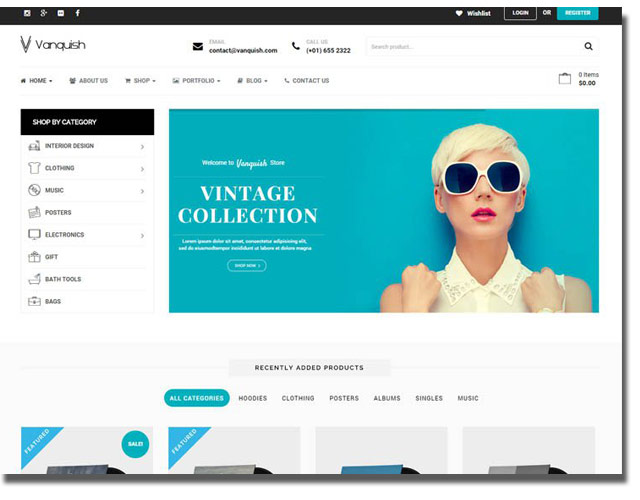 Wishlist
LOGIN
OR
REGISTER
Vanquish
EMAIL
contact@vanquish.com
CALL US
(+01) 655 2322
Search product..
HOME
ABOUT US
SHOP
PORTFOLIO
BLOG
CONTACT US
0 Items
$0.00
SHOP BY CATEGORY
INTERIOR DESIGN
CLOTHING
MUSIC
POSTERS
ELECTRONICS
GIFT
BATH TOOLS
BAGS
Welcome to Vanquish Store
VINTAGE
COLLECTION
Lorem ipsum dolor sit amet, consectetur adipisicing elit,
sed do eiusmodtempor incididunt ut labore et dolore magna
SHOP NOW
RECENTLY ADDED PRODUCTS
ALL CATEGORIES
HOODIES
CLOTHING
POSTERS
ALBUMS
SINGLES
MUSIC
FEATURED
SALE!
FEATURED